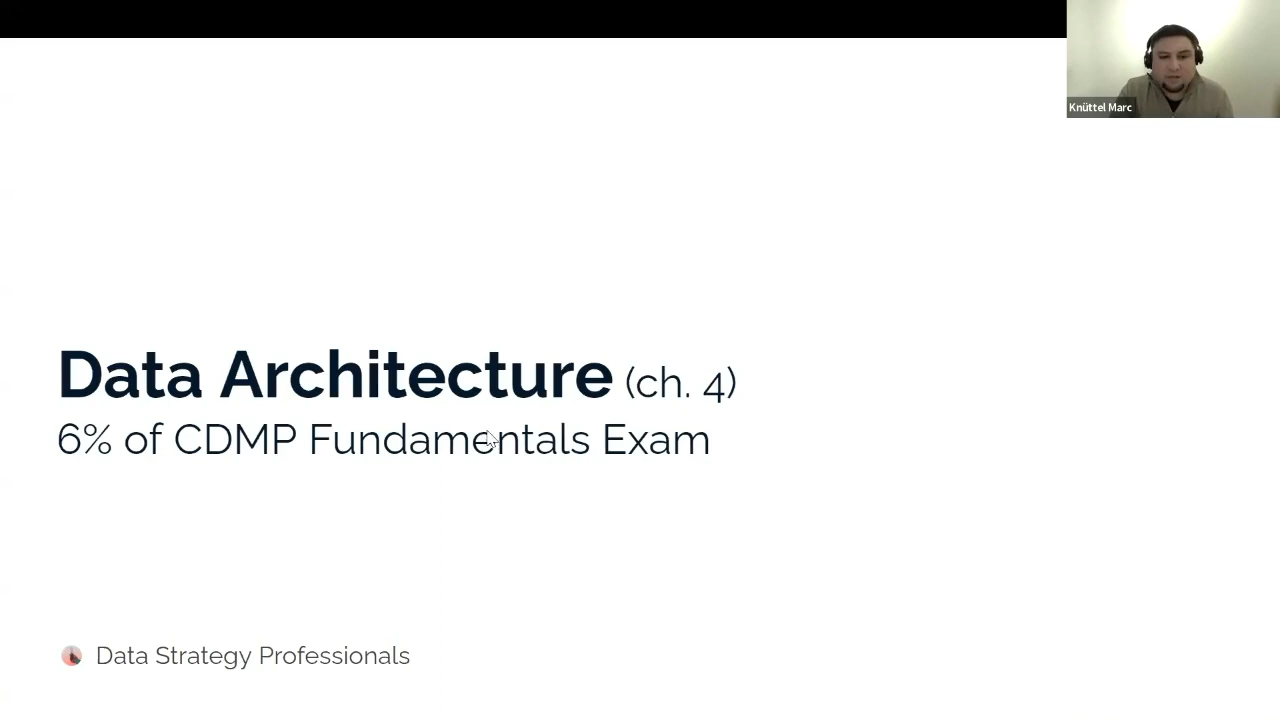 Knüttel Marc
Data Architecture (ch. 4)
6% of CDMP Fundamentals Exam
Data Strategy Professionals